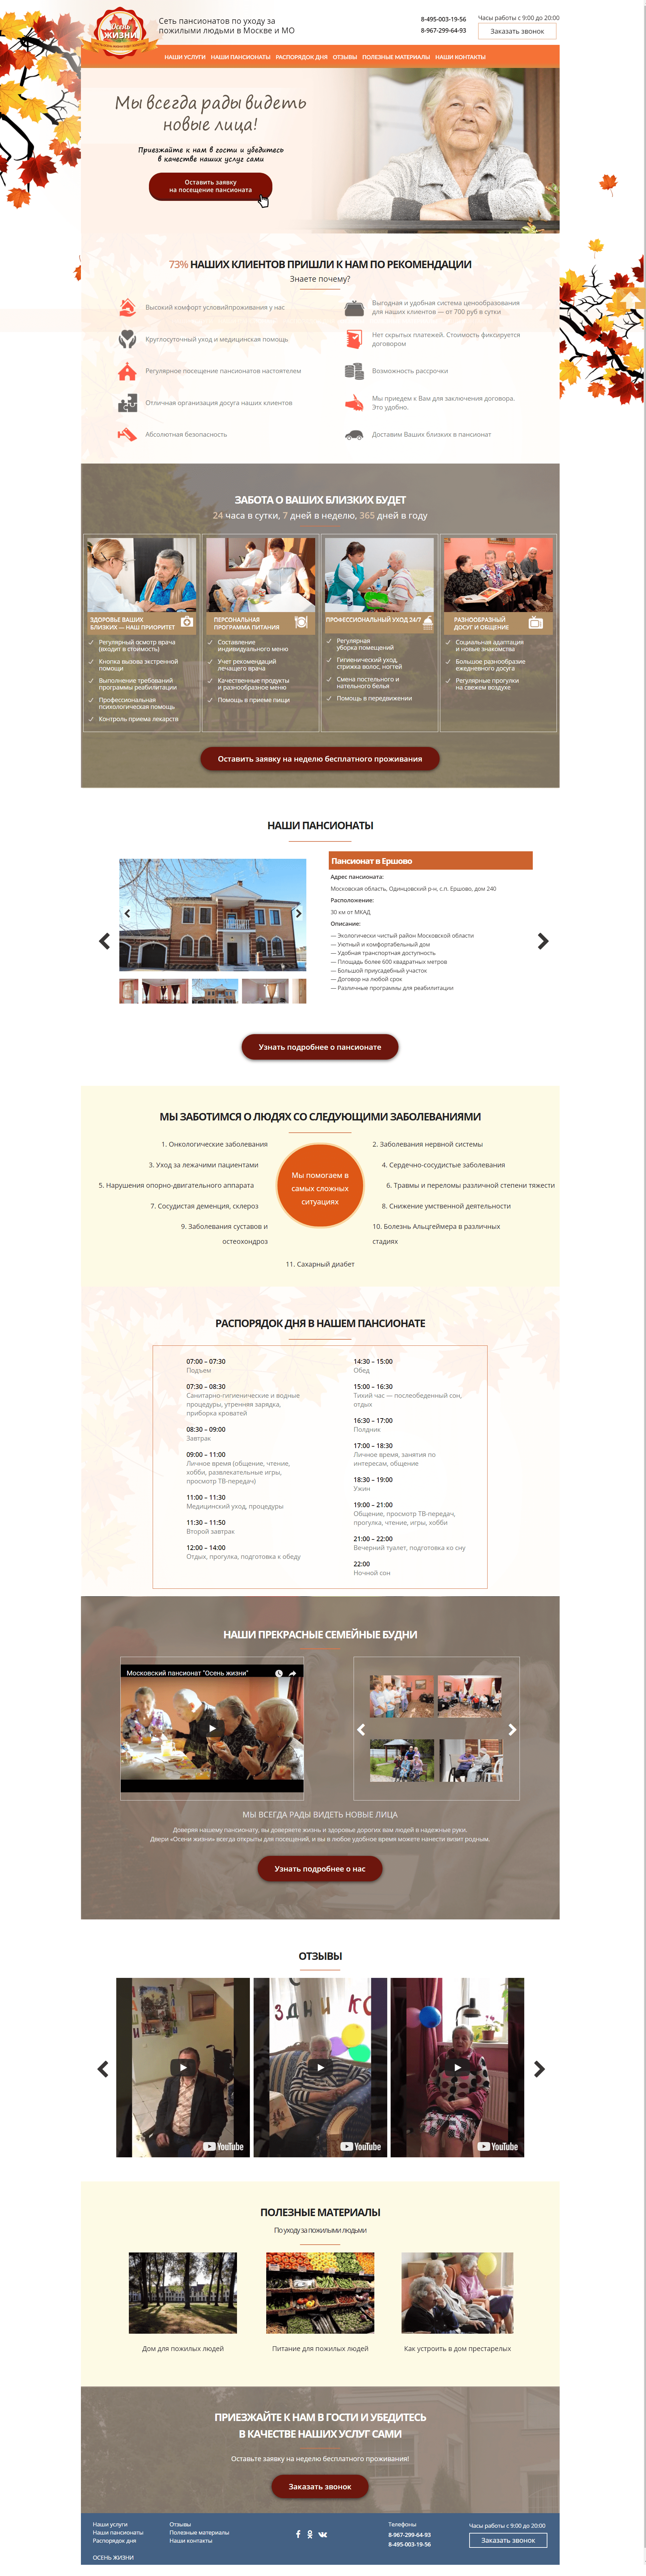 Осень
ЖИЗНИ
Сеть пансионатов по уходу за
пожилыми людьми в Москве и МО
8-495-003-19-56
8-967-299-64-93
Часы работы с 9:00 до 20:00
Заказать звонок
НАШИ УСЛУГИ НАШИ ПАНСИОНАТЫ РАСПОРЯДОК ДНЯ ОТЗЫВЫ ПОЛЕЗНЫЕ МАТЕРИАЛЫ НАШИ КОНТАКТЫ
Мы всегда рады видеть
новые лица!
Приезжайте к нам в гости и убедитесь
в качестве наших услуг сами
Оставить заявку
на посещение пансионата
73% НАШИХ КЛИЕНТОВ ПРИШЛИ К НАМ ПО РЕКОМЕНДАЦИИ
Знаете почему?
Высокий комфорт условийпроживания у нас
Выгодная и удобная система ценообразования
для наших клиентов — от 700 руб в сутки
Круглосуточный уход и медицинская помощь
Нет скрытых платежей. Стоимость фиксируется
договором
Регулярное посещение пансионатов настоятелем
Возможность рассрочки
Отличная организация досуга наших клиентов
Мы приедем к Вам для заключения договора.
Это удобно.
Абсолютная безопасность
Доставим Ваших близких в пансионат
ЗАБОТА О ВАШИХ БЛИЗКИХ БУДЕТ
24 часа в сутки, 7 дней в неделю, 365 дней в году
ЗДОРОВЬЕ ВАШИХ
БЛИЗКИХ — НАШ ПРИОРИТЕТ
Регулярный осмотр врача
(входит в стоимость)
Кнопка вызова экстренной
помощи
Выполнение требований
программы реабилитации
Профессиональная
психологическая помощь
Контроль приема лекарств
ПЕРСОНАЛЬНАЯ
ПРОГРАММА ПИТАНИЯ
Составление
индивидуального меню
Учет рекомендаций
лечащего врача
Качественные продукты
и разнообразное меню
Помощь в приеме пищи
ПРОФЕССИОНАЛЬНЫЙ УХОД 24/7
Регулярная
уборка помещений
Гигиенический уход,
стрижка волос, ногтей
Смена постельного и
нательного белья
Помощь в передвижении
РАЗНООБРАЗНЫЙ
ДОСУГ И ОБЩЕНИЕ
Социальная адаптация
и новые знакомства
Большое разнообразие
ежедневного досуга
Регулярные прогулки
на свежем воздухе
Оставить заявку на неделю бесплатного проживания
НАШИ ПАНСИОНАТЫ
Пансионат в Ершово
Адрес пансионата:
Московская область, Одинцовский р-н, с.п. Ершово, дом 240
Расположение:
30 км от МКАД
Описание:
— Экологически чистый район Московской области
— Уютный и комфортабельный дом
— Удобная транспортная доступность
— Площадь более 600 квадратных метров
— Большой приусадебный участок
— Договор на любой срок
— Различные программы для реабилитации
Узнать подробнее о пансионате
МЫ ЗАБОТИМСЯ О ЛЮДЯХ СО СЛЕДУЮЩИМИ ЗАБОЛЕВАНИЯМИ
1. Онкологические заболевания
2. Заболевания нервной системы
3. Уход за лежачими пациентами
4. Сердечно-сосудистые заболевания
5. Нарушения опорно-двигательного аппарата
6. Травмы и переломы различной степени тяжести
7. Сосудистая деменция, склероз
8. Снижение умственной деятельности
9. Заболевания суставов и
остеохондроз
10. Болезнь Альцгеймера в различных
стадиях
11. Сахарный диабет
Мы помогаем в
самых сложных
ситуациях
РАСПОРЯДОК ДНЯ В НАШЕМ ПАНСИОНАТЕ
07:00 – 07:30
Подъем
07:30 – 08:30
Санитарно-гигиенические и водные
процедуры, утренняя зарядка,
приборка кроватей
08:30 – 09:00
Завтрак
09:00 – 11:00
Личное время (общение, чтение,
хобби, развлекательные игры,
просмотр ТВ-передач)
11:00 – 11:30
Медицинский уход, процедуры
11:30 – 11:50
Второй завтрак
12:00 – 14:00
Отдых, прогулка, подготовка к обеду
14:30 – 15:00
Обед
15:00 – 16:30
Тихий час — послеобеденный сон,
отдых
16:30 – 17:00
Полдник
17:00 – 18:30
Личное время, занятия по
интересам, общение
18:30 – 19:00
Ужин
19:00 – 21:00
Общение, просмотр ТВ-передач,
прогулка, чтение, игры, хобби
21:00 – 22:00
Вечерний туалет, подготовка ко сну
22:00
Ночной сон
НАШИ ПРЕКРАСНЫЕ СЕМЕЙНЫЕ БУДНИ
Московский пансионат "Осень жизни"
МЫ ВСЕГДА РАДЫ ВИДЕТЬ НОВЫЕ ЛИЦА
Доверяя нашему пансионату, вы доверяете жизнь и здоровье дорогих вам людей в надежные руки.
Двери «Осени жизни» всегда открыты для посещений, и вы в любое удобное время можете нанести визит родным.
Узнать подробнее о нас
ОТЗЫВЫ
YouTube
YouTube
YouTube
ПОЛЕЗНЫЕ МАТЕРИАЛЫ
По уходу за пожилыми людьми
Дом для пожилых людей
Питание для пожилых людей
Как устроить в дом престарелых
ПРИЕЗЖАЙТЕ К НАМ В ГОСТИ И УБЕДИТЕСЬ
В КАЧЕСТВЕ НАШИХ УСЛУГ САМИ
Оставьте заявку на неделю бесплатного проживания!
Заказать звонок
Наши услуги
Наши пансионаты
Распорядок дня
Отзывы
Полезные материалы
Наши контакты
Телефоны
8-967-299-64-93
8-495-003-19-56
Часы работы с 9:00 до 20:00
Заказать звонок
ОСЕНЬ ЖИЗНИ